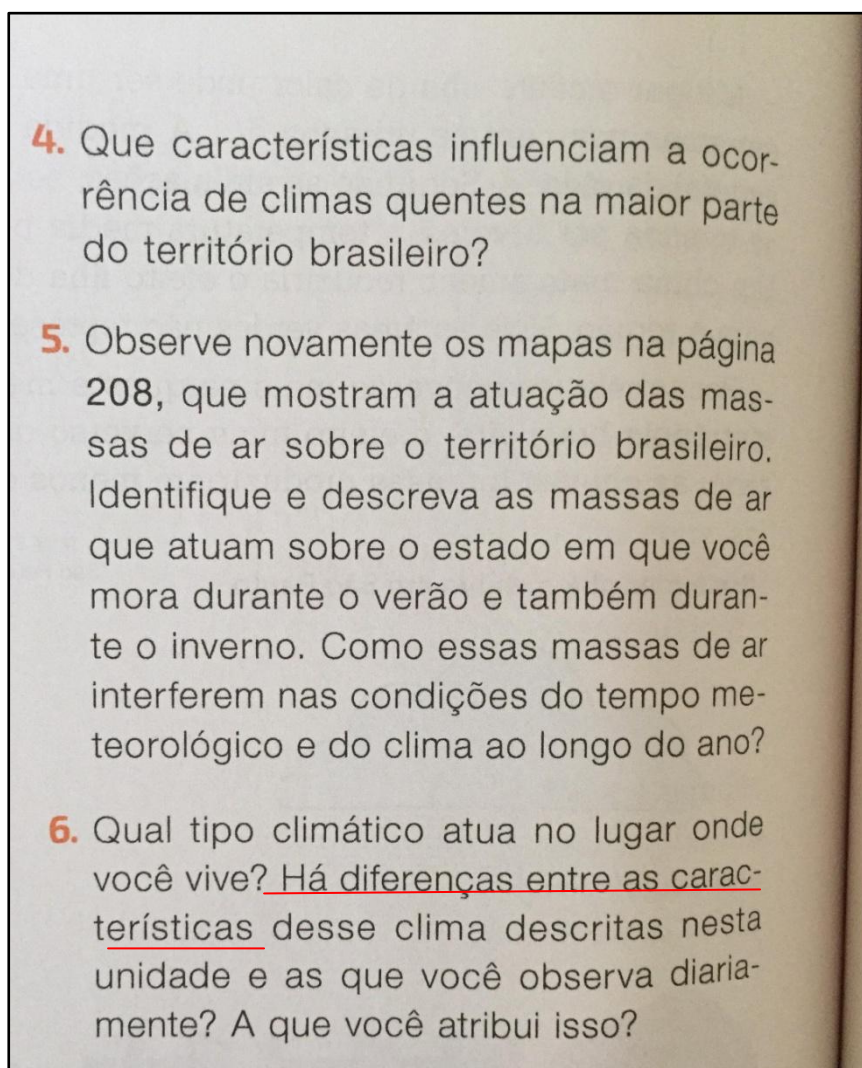 4. Que características influenciam a ocor-
rência de climas quentes na maior parte
do território brasileiro?
5. Observe novamente os mapas na página
208, que mostram a atuação das mas-
sas de ar sobre o território brasileiro.
Identifique e descreva as massas de ar
que atuam sobre o estado em que você
mora durante o verão e também duran-
te o inverno. Como essas massas de ar
interferem nas condições do tempo me-
teorológico e do clima ao longo do ano?
6. Qual tipo climático atua no lugar onde
você vive? Há diferenças entre as carac-
terísticas desse clima descritas nesta
unidade e as que você observa diaria-
mente? A que você atribui isso?